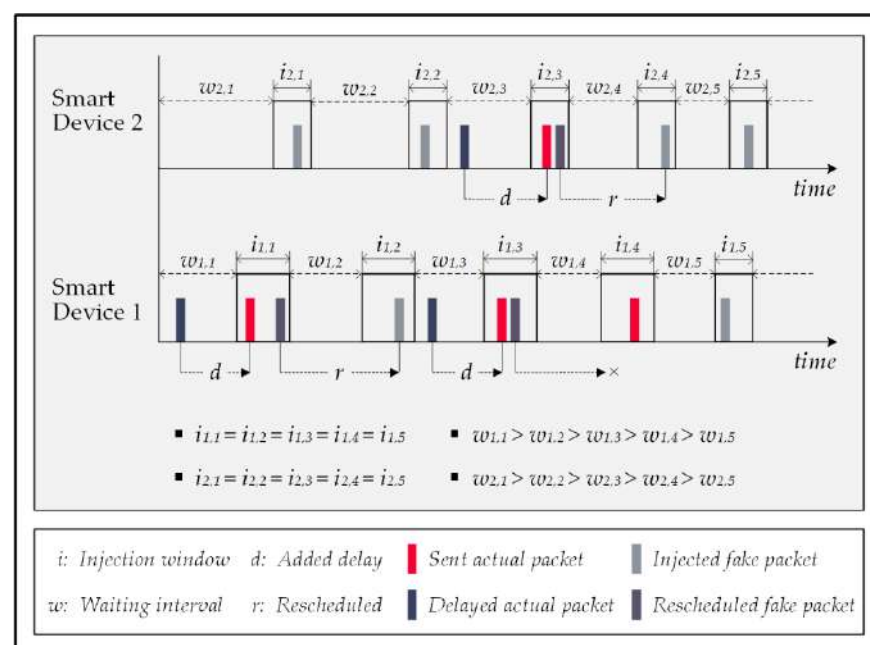 i2,1 i2,2 i2,3 i2,4 i2,5
w2,1 w2,2 w2,3 w2,4 w2,5
Smart
Device 2
time
d r
i1,1 i1,2 i1,3 i1,4 i1,5
w1,1 w1,2 w1,3 w1,4 w1,5
Smart
Device 1
time
d r d ×
▪ i1,1 = i1,2 = i1,3 = i1,4 = i1,5 ▪ w1,1 > w1,2 > w1,3 > w1,4 > w1,5
▪ i2,1 = i2,2 = i2,3 = i2,4 = i2,5 ▪ w2,1 > w2,2 > w2,3 > w2,4 > w2,5
i: Injection window d: Added delay Sent actual packet Injected fake packet
w: Waiting interval r: Rescheduled Delayed actual packet Rescheduled fake packet